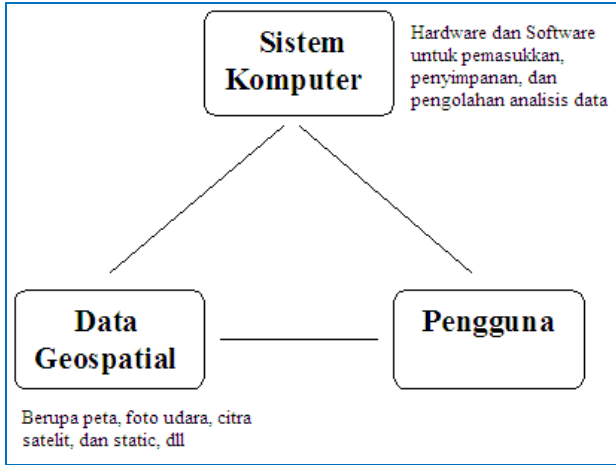 Sistem
Komputer
Hardware dan Software
untuk pemasukkan,
penyimpanan, dan
pengolahan analisis data
Data
Geospatial
Pengguna
Berupa peta, foto udara, citra
satelit, dan static, dll